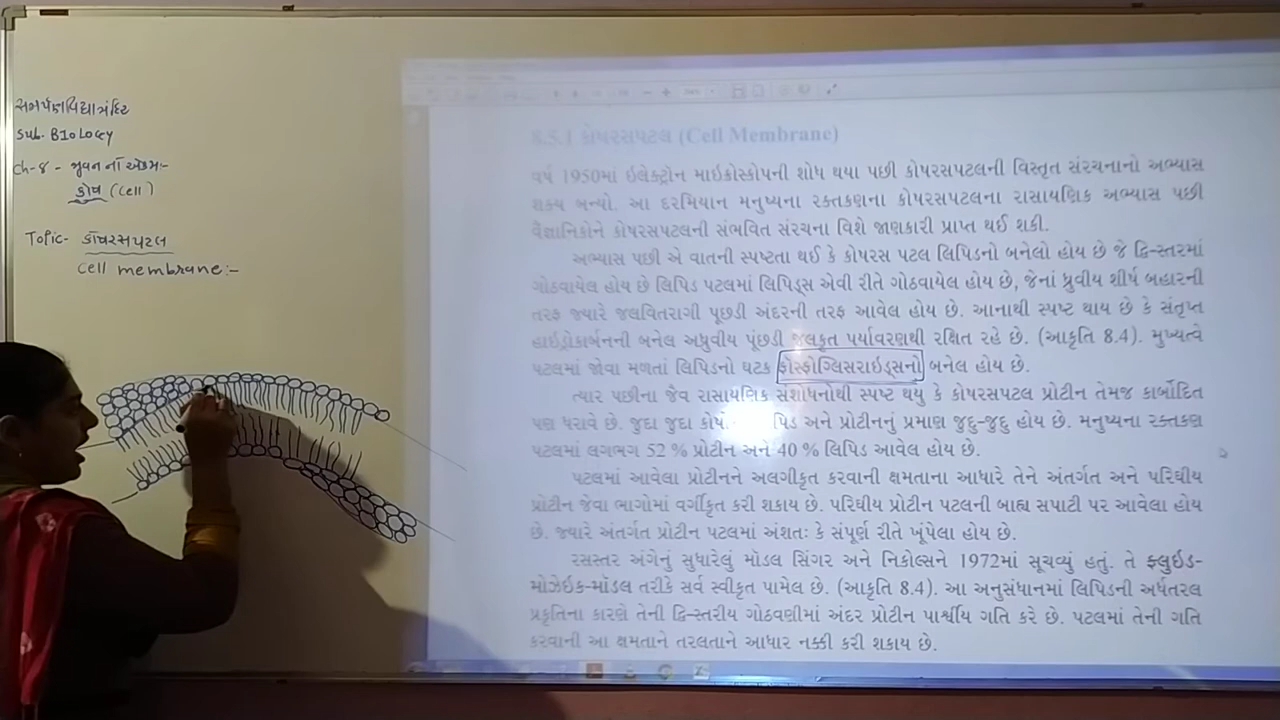 સમર્પણ વિદ્યામંદિર
Sub. BIOLOGY
Ch-8 - જીવનનો એકમ:-
કોષ (Cell)
Topic- કોષરસપટલ
Cell membrane:-
8.5.1 કોષરસપટલ (Cell Membrane)
વર્ષ 1950માં ઇલેક્ટ્રૉન માઇક્રોસ્કોપની શોધ થયા પછી કોષરસપટલની વિસ્તૃત સંરચનાનો અભ્યાસ
શક્ય બન્યો. આ દરમિયાન મનુષ્યના રક્તકણના કોષરસપટલના રાસાયણિક અભ્યાસ પછી
વૈજ્ઞાનિકોને કોષરસપટલની સંભવિત સંરચના વિશે જાણકારી પ્રાપ્ત થઈ શકી.
અભ્યાસ પછી એ વાતની સ્પષ્ટતા થઈ કે કોષરસ પટલ લિપિડનો બનેલો હોય છે જે દ્વિ-સ્તરમાં
ગોઠવાયેલ હોય છે લિપિડ પટલમાં લિપિડ્સ એવી રીતે ગોઠવાયેલ હોય છે, જેનાં ધ્રુવીય શીર્ષ બહારની
તરફ જ્યારે જલવિતરાગી પૂછડી અંદરની તરફ આવેલ હોય છે. આનાથી સ્પષ્ટ થાય છે કે સંતૃપ્ત
હાઈડ્રોકાર્બનની બનેલ અધ્રુવીય પૂંછડી જલકૃત પર્યાવરણથી રક્ષિત રહે છે. (આકૃતિ 8.4). મુખ્યત્વે
પટલમાં જોવા મળતાં લિપિડનો ઘટક ફોસ્ફોગ્લિસરાઇડ્સનો બનેલ હોય છે.
ત્યાર પછીના જૈવ રાસાયણિક સંશોધનોથી સ્પષ્ટ થયુ કે કોષરસપટલ પ્રોટીન તેમજ કાર્બોદિત
પણ ધરાવે છે. જુદા જુદા પિડ અને પ્રોટીનનું પ્રમાણ જુદુ-જુદુ હોય છે. મનુષ્યના રક્તકણ
પટલમાં લગભગ 52 % પ્રોટીન અને 40 % લિપિડ આવેલ હોય છે.
પટલમાં આવેલા પ્રોટીનને અલગીકૃત કરવાની ક્ષમતાના આધારે તેને અંતર્ગત અને પરિઘીય
પ્રોટીન જેવા ભાગોમાં વર્ગીકૃત કરી શકાય છે. પરિઘીય પ્રોટીન પટલની બાહ્ય સપાટી પર આવેલા હોય
છે. જ્યારે અંતર્ગત પ્રોટીન પટલમાં અંશતઃ કે સંપૂર્ણ રીતે ખૂંપેલા હોય છે.
રસસ્તર અંગેનું સુધારેલું મૉડલ સિંગર અને નિકોલ્સને 1972માં સૂચવ્યું હતું. તે ફ્લુઇડ-
મોઝેઇક-મૉડલ તરીકે સર્વ સ્વીકૃત પામેલ છે. (આકૃતિ 8.4). આ અનુસંધાનમાં લિપિડની અર્ધતરલ
પ્રકૃતિના કારણે તેની દ્વિ-સ્તરીય ગોઠવણીમાં અંદર પ્રોટીન પાર્શ્વીય ગતિ કરે છે. પટલમાં તેની ગતિ
કરવાની આ ક્ષમતાને તરલતાને આધાર નક્કી કરી શકાય છે.